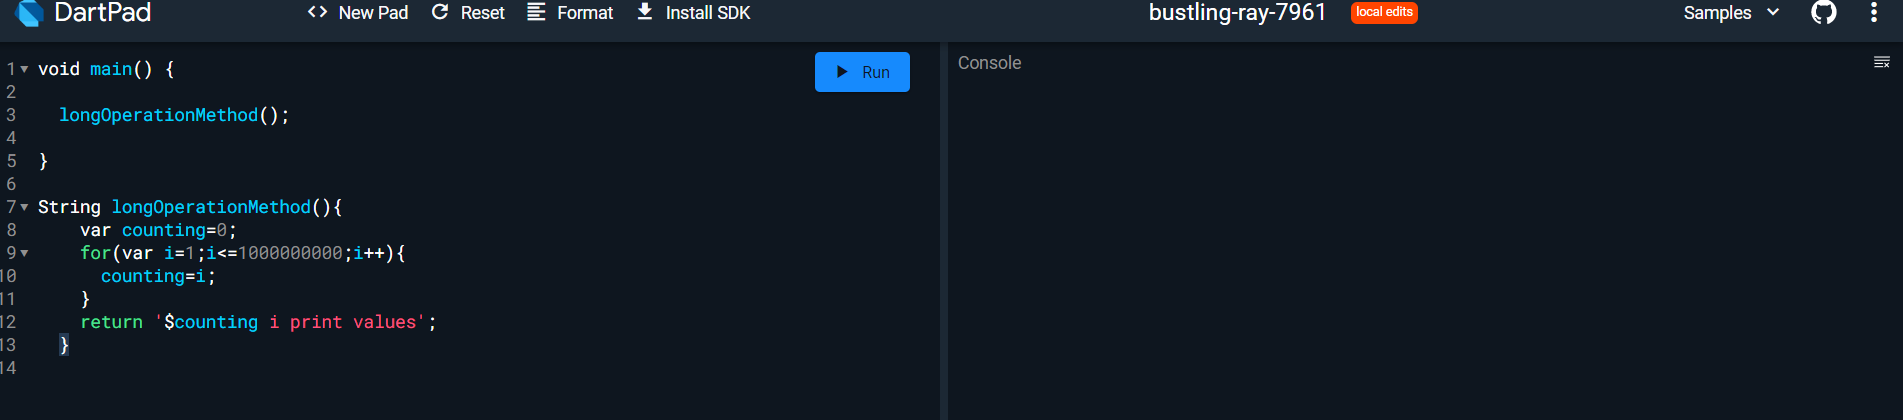 DartPad <> New Pad Reset Format Install SDK bustling-ray-7961 local edits Samples
Run
Console
1 void main() {
2
3   longOperationMethod();
4
5 }
6
7 String longOperationMethod(){
8     var counting=0;
9     for(var i=1;i<=1000000000;i++){
10       counting=i;
11     }
12     return '$counting i print values';
13   }
14